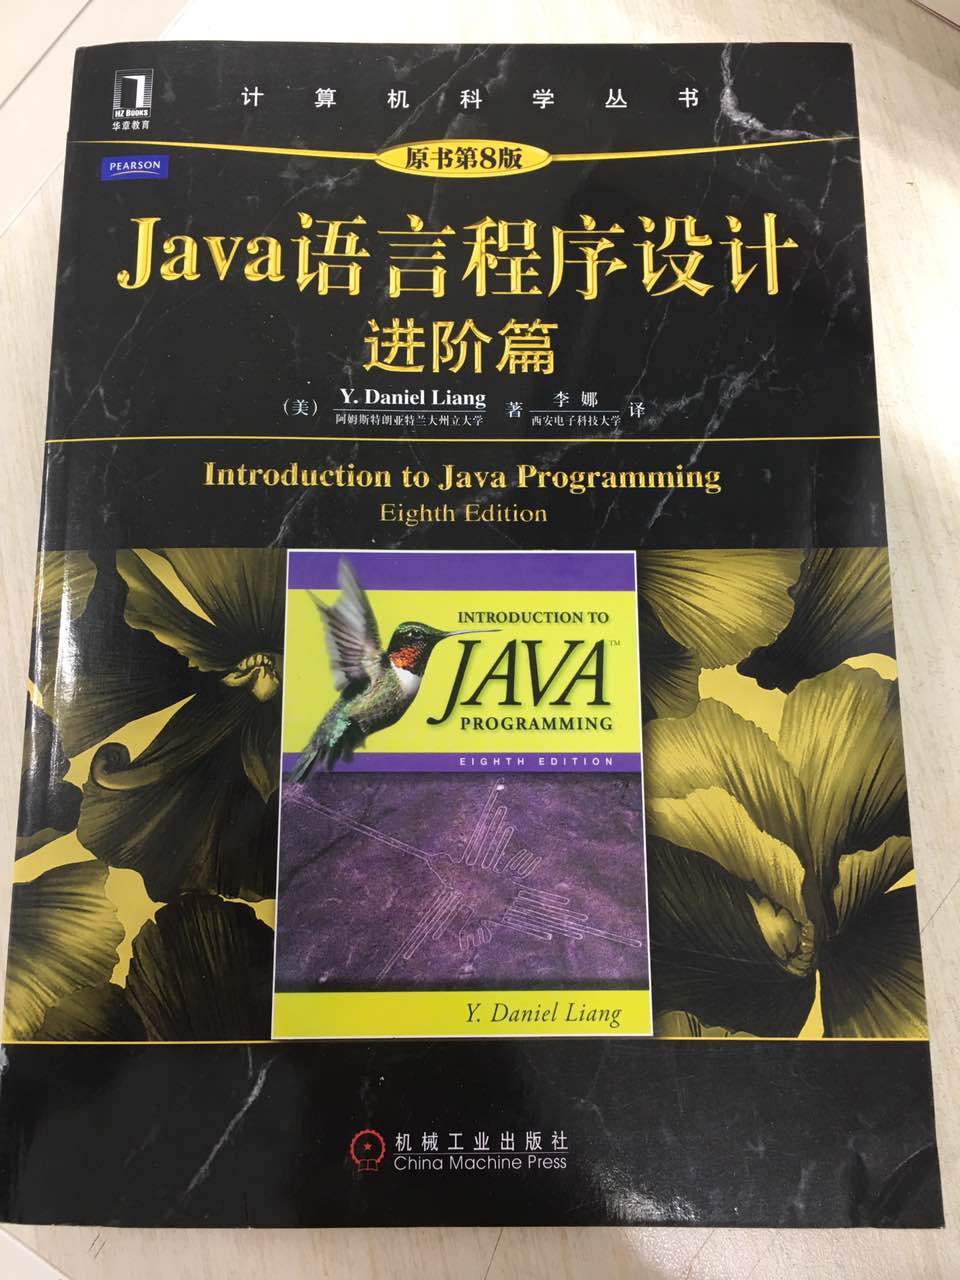 HZ BOOKS
华章教育
计算机科学丛书
PEARSON
原书第8版
Java语言程序设计
进阶篇
（美） Y. Daniel Liang 著 李娜 译
阿姆斯特朗亚特兰大州立大学 西安电子科技大学
Introduction to Java Programming
Eighth Edition
INTRODUCTION TO
JAVA™
PROGRAMMING
EIGHTH EDITION
Y. Daniel Liang
机械工业出版社
China Machine Press